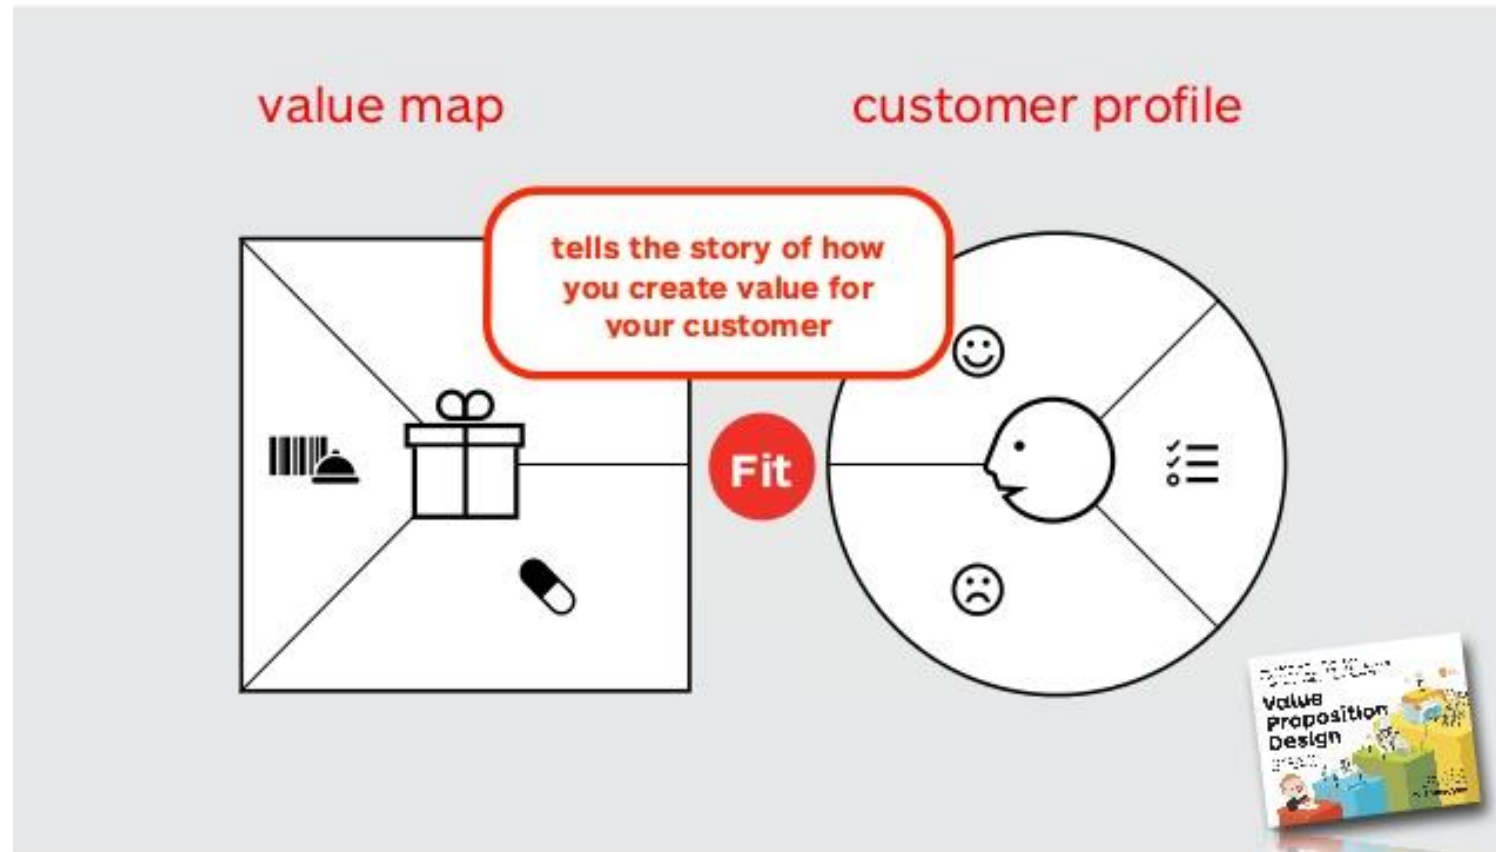 value map
customer profile
tells the story of how
you create value for
your customer
Fit
Value
Proposition
Design